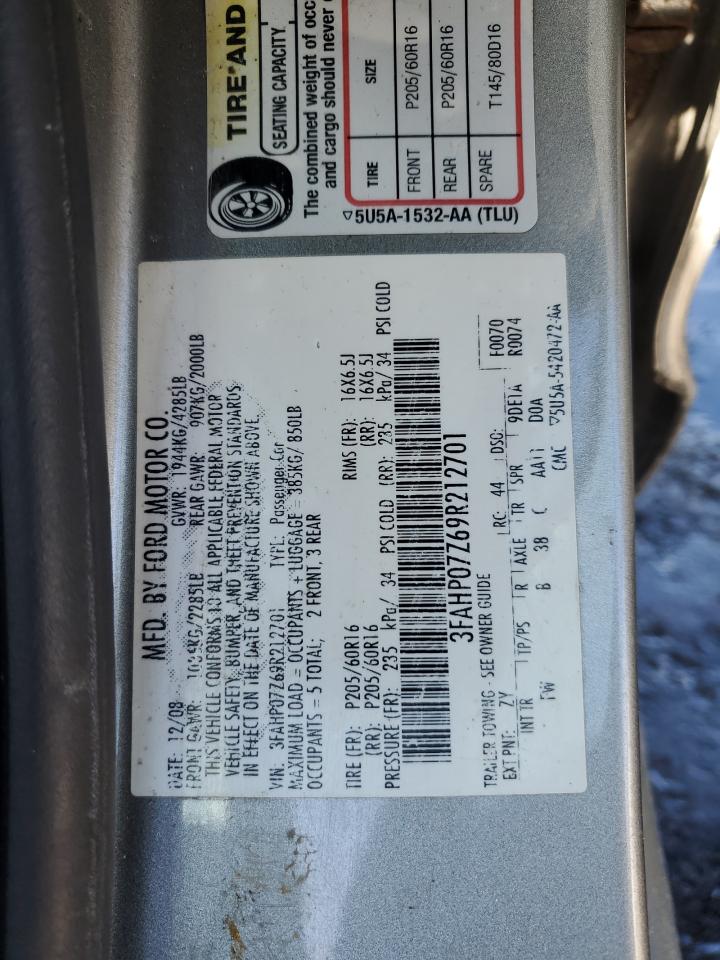 TIRE AND
SEATING CAPACITY
The combined weight of occ
and cargo should never
TIRE SIZE
FRONT P205/60R16
REAR P205/60R16
SPARE T145/80D16
▽5U5A-1532-AA (TLU)
MFD. BY FORD MOTOR CO.
DATE: 12/08 GVWR: 1944KG/4285LB
FRONT GAWR: /2285LB REAR GAWR: 907KG/2000LB
THIS VEHICLE CONFORMS TO ALL APPLICABLE FEDERAL MOTOR
VEHICLE SAFETY, BUMPER, AND THEFT PREVENTION STANDARDS
IN EFFECT ON THE DATE OF MANUFACTURE SHOWN ABOVE.
VIN: 3FAHP07Z69R212701 TYPE: Passenger Car
MAXIMUM LOAD = OCCUPANTS + LUGGAGE = 385KG/ 850LB
OCCUPANTS = 5 TOTAL; 2 FRONT, 3 REAR
TIRE (FR): P205/60R16 RIMS (FR): 16X6.5J
(RR): P205/60R16 (RR): 16X6.5J
PRESSURE (FR): 235 kPa/ 34 PSI COLD (RR): 235 kPa/ 34 PSI COLD
3FAHP07Z69R212701
TRAILER TOWING - SEE OWNER GUIDE LRC: 44 DSO: F0070
EXT PNT: ZY R0074
INT TR TP/PS R AXLE TR SPR 9DE1A
TW B 38 C AA11 D0A
CMC ▽5U5A-5420472-AA